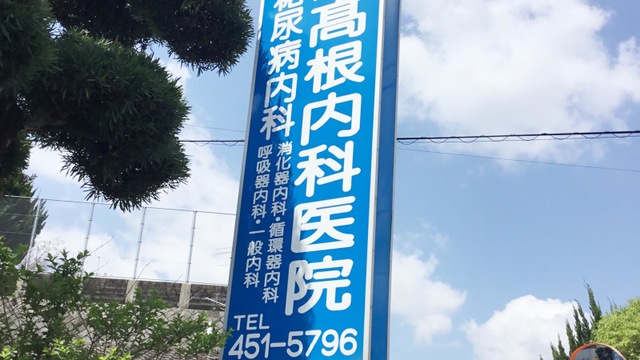 髙根内科医院
糖尿病内科
消化器内科・循環器内科
呼吸器内科・一般内科
TEL
451-5796